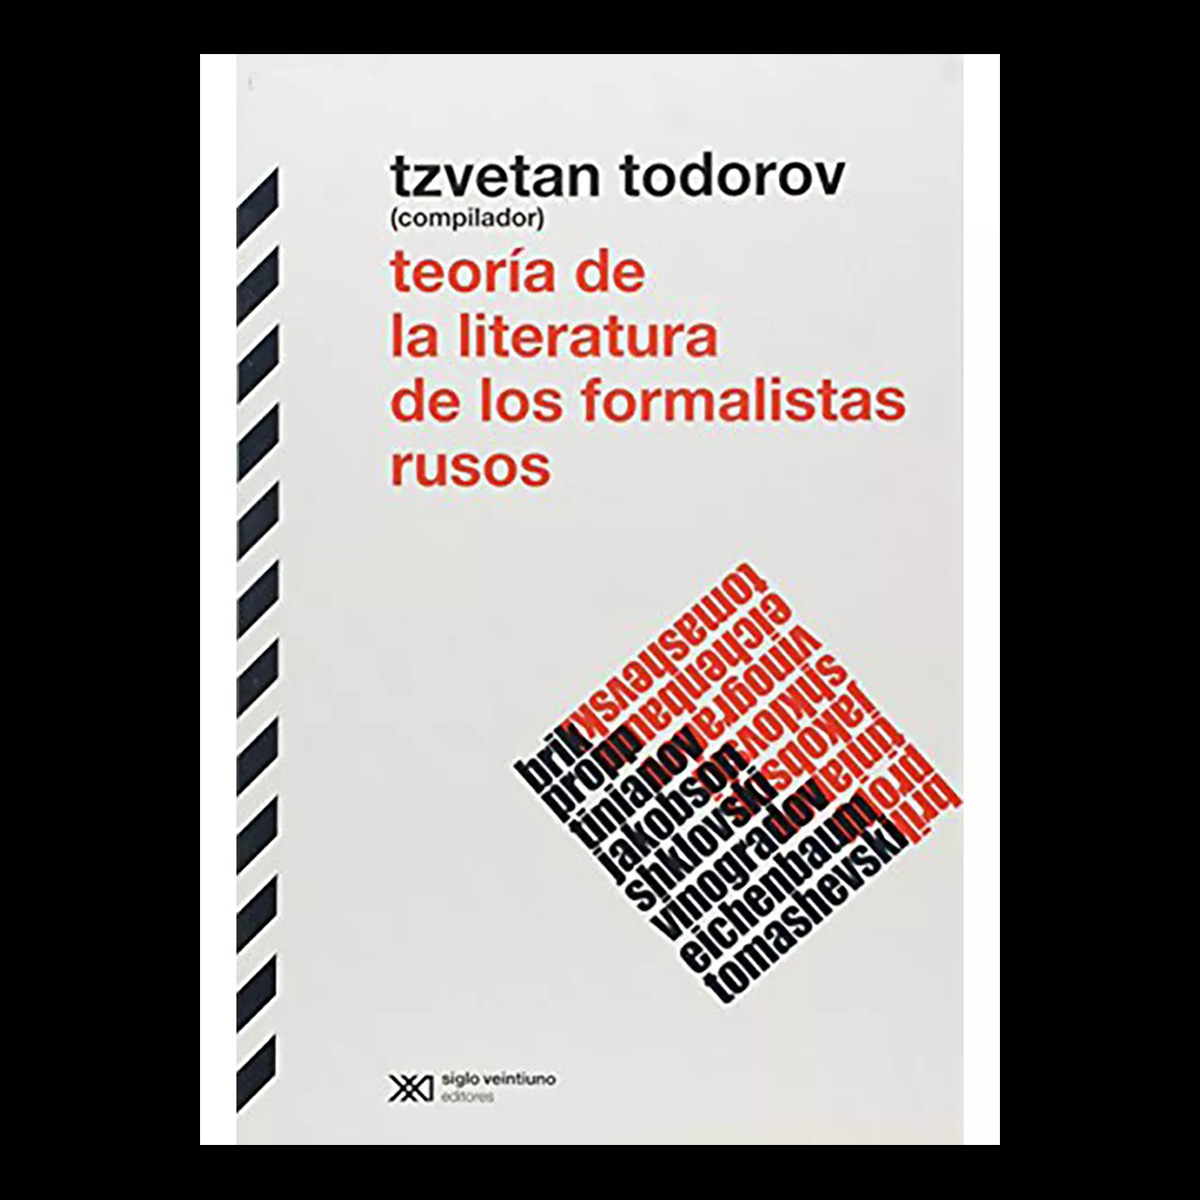 tzvetan todorov
(compilador)
teoría de
la literatura
de los formalistas
rusos
brik
propp
tinianov
jakobson
shklovski
vinogradov
eichenbaum
tomashevski
siglo veintiuno
editores